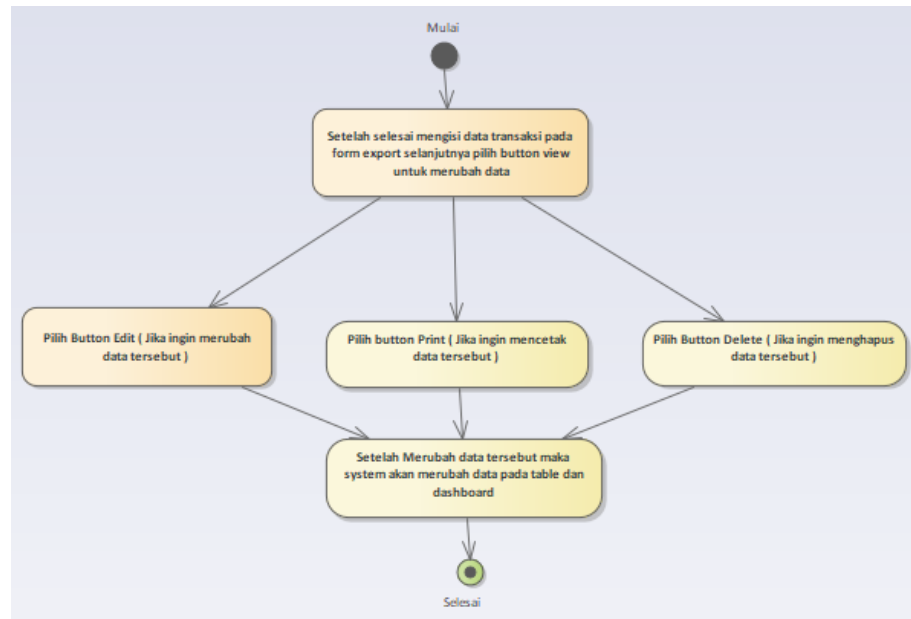 Mulai
Setelah selesai mengisi data transaksi pada
form export selanjutnya pilih button view
untuk merubah data
Pilih Button Edit ( Jika ingin merubah
data tersebut )
Pilih button Print ( Jika ingin mencetak
data tersebut )
Pilih Button Delete ( Jika ingin menghapus
data tersebut )
Setelah Merubah data tersebut maka
system akan merubah data pada table dan
dashboard
Selesai